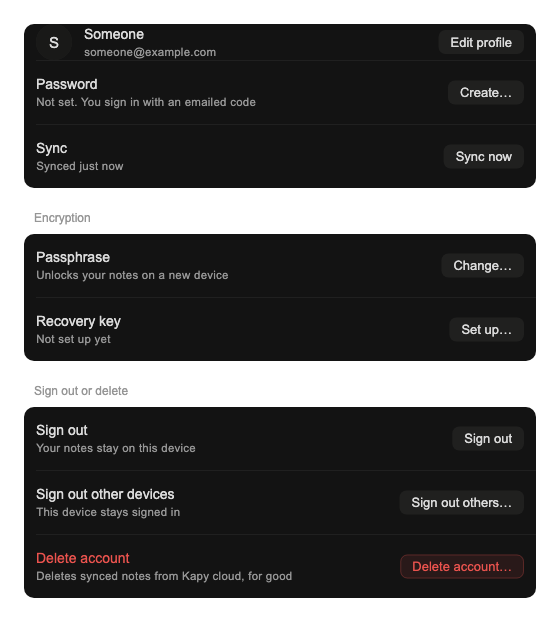 S
Someone
someone@example.com
Edit profile
Password
Not set. You sign in with an emailed code
Create…
Sync
Synced just now
Sync now
Encryption
Passphrase
Unlocks your notes on a new device
Change…
Recovery key
Not set up yet
Set up…
Sign out or delete
Sign out
Your notes stay on this device
Sign out
Sign out other devices
This device stays signed in
Sign out others…
Delete account
Deletes synced notes from Kapy cloud, for good
Delete account…